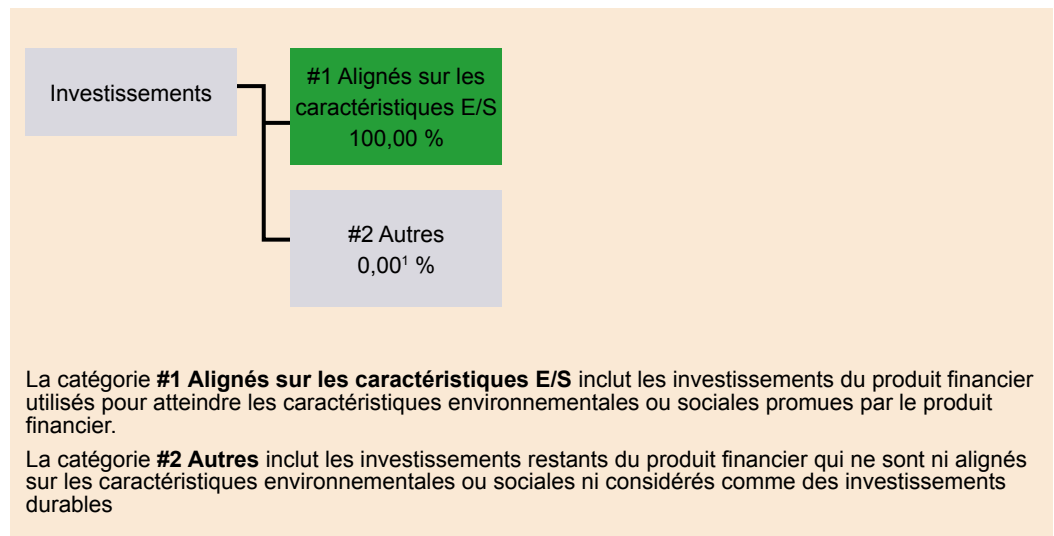 Investissements
#1 Alignés sur les
caractéristiques E/S
100,00 %
#2 Autres
0,00¹ %
La catégorie #1 Alignés sur les caractéristiques E/S inclut les investissements du produit financier
utilisés pour atteindre les caractéristiques environnementales ou sociales promues par le produit
financier.
La catégorie #2 Autres inclut les investissements restants du produit financier qui ne sont ni alignés
sur les caractéristiques environnementales ou sociales ni considérés comme des investissements
durables